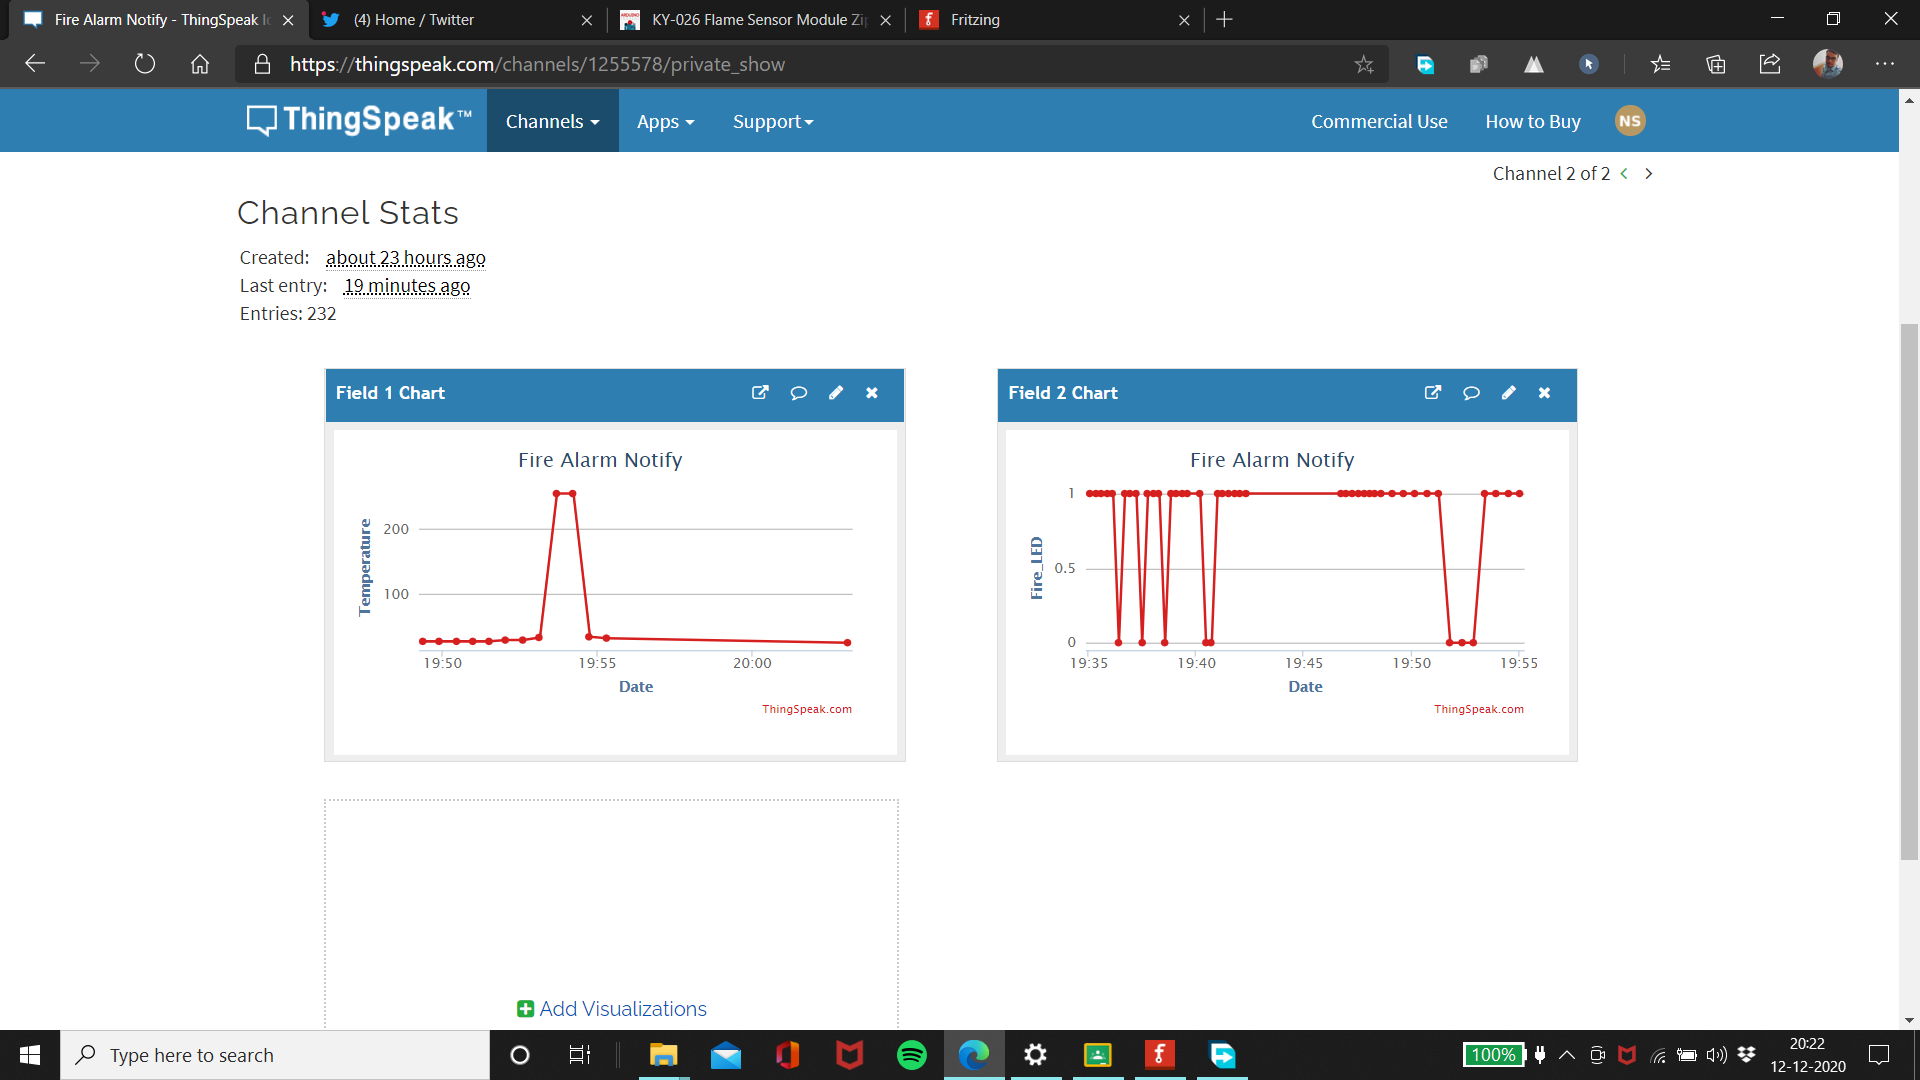 Fire Alarm Notify - ThingSpeak
(4) Home / Twitter
KY-026 Flame Sensor Module
Fritzing
https://thingspeak.com/channels/1255578/private_show
ThingSpeak™
Channels
Apps
Support
Commercial Use
How to Buy
NS
Channel 2 of 2
Channel Stats
Created: about 23 hours ago
Last entry: 19 minutes ago
Entries: 232
Field 1 Chart
Fire Alarm Notify
Temperature
200
100
19:50 19:55 20:00
Date
ThingSpeak.com
Field 2 Chart
Fire Alarm Notify
Fire_LED
1
0.5
0
19:35 19:40 19:45 19:50 19:55
Date
ThingSpeak.com
Add Visualizations
Type here to search
100%
20:22
12-12-2020